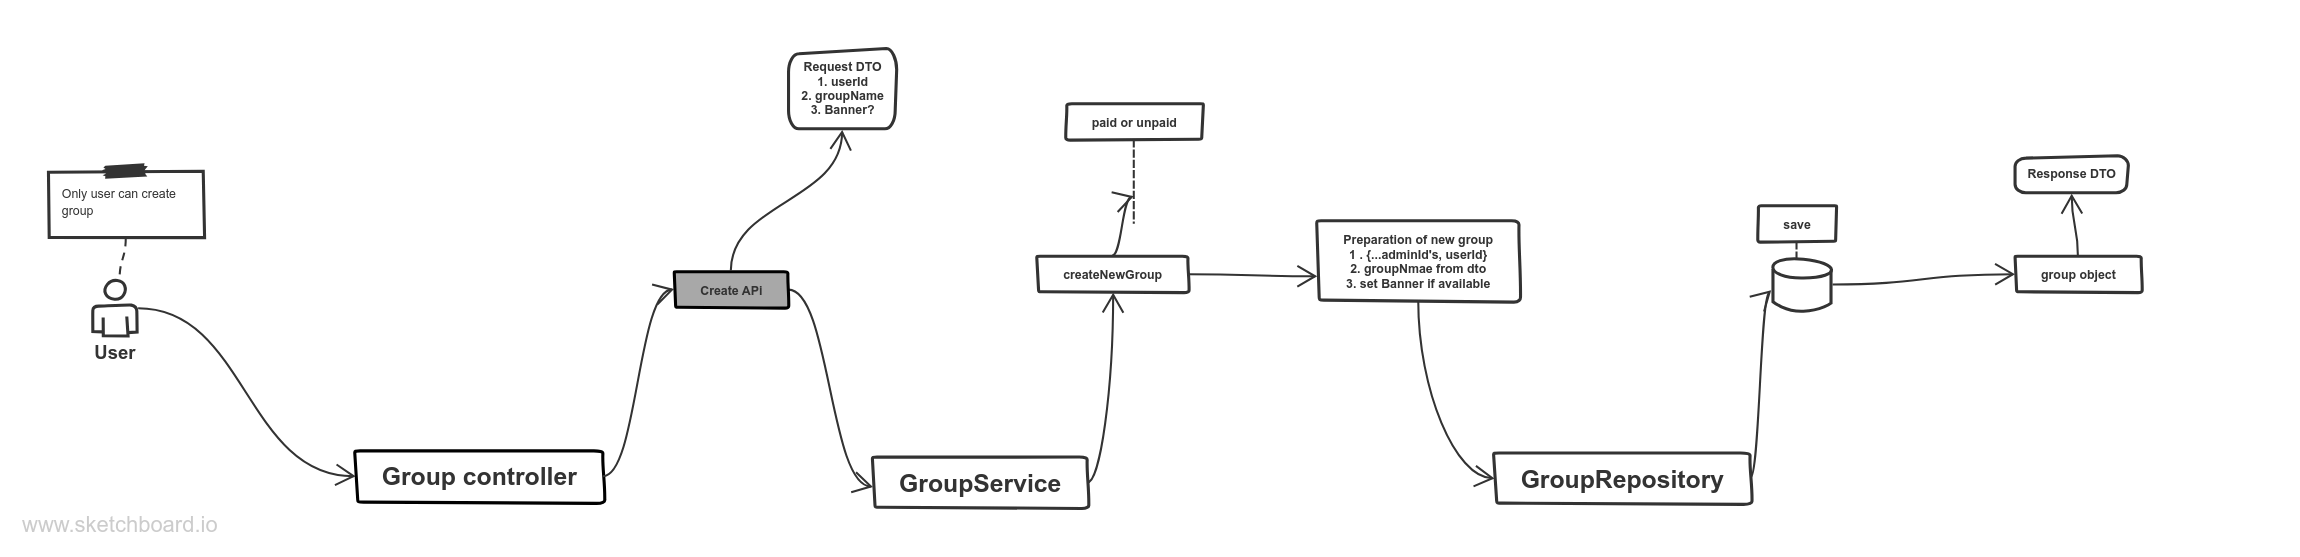 Only user can create
group
User
Group controller
Create APi
Request DTO
1. userId
2. groupName
3. Banner?
GroupService
createNewGroup
paid or unpaid
Preparation of new group
1 . {...adminId's, userId}
2. groupNmae from dto
3. set Banner if available
GroupRepository
save
group object
Response DTO
www.sketchboard.io